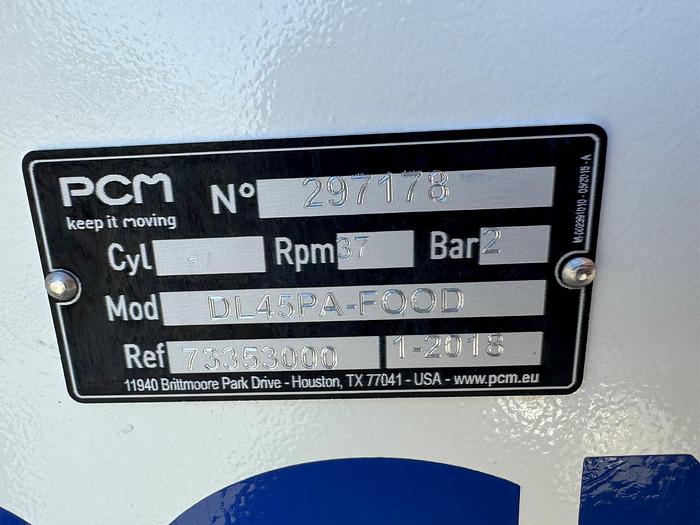 PCM
keep it moving
N° 297178
Cyl - Rpm 37 Bar 2
Mod DL45PA-FOOD
Ref 73353000 1-2018
11940 Brittmoore Park Drive - Houston, TX 77041 - USA - www.pcm.eu